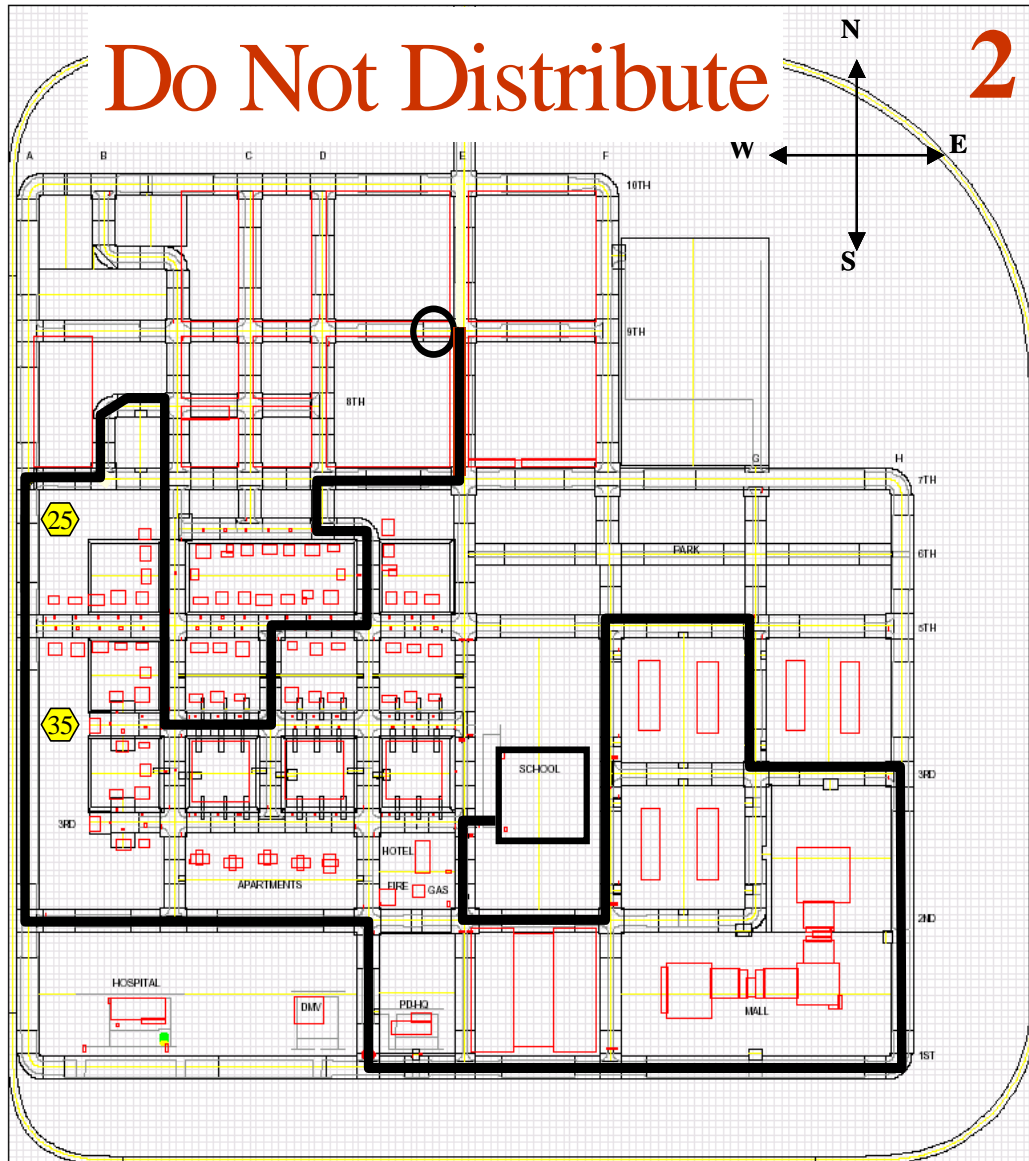 Do Not Distribute
2
N
W
E
S
A B C D E F
10TH
9TH
8TH
G H
7TH
25
PARK
6TH
5TH
35
SCHOOL
3RD
3RD
HOTEL
APARTMENTS
FIRE
GAS
2ND
HOSPITAL
DMV
PD-HQ
MALL
1ST